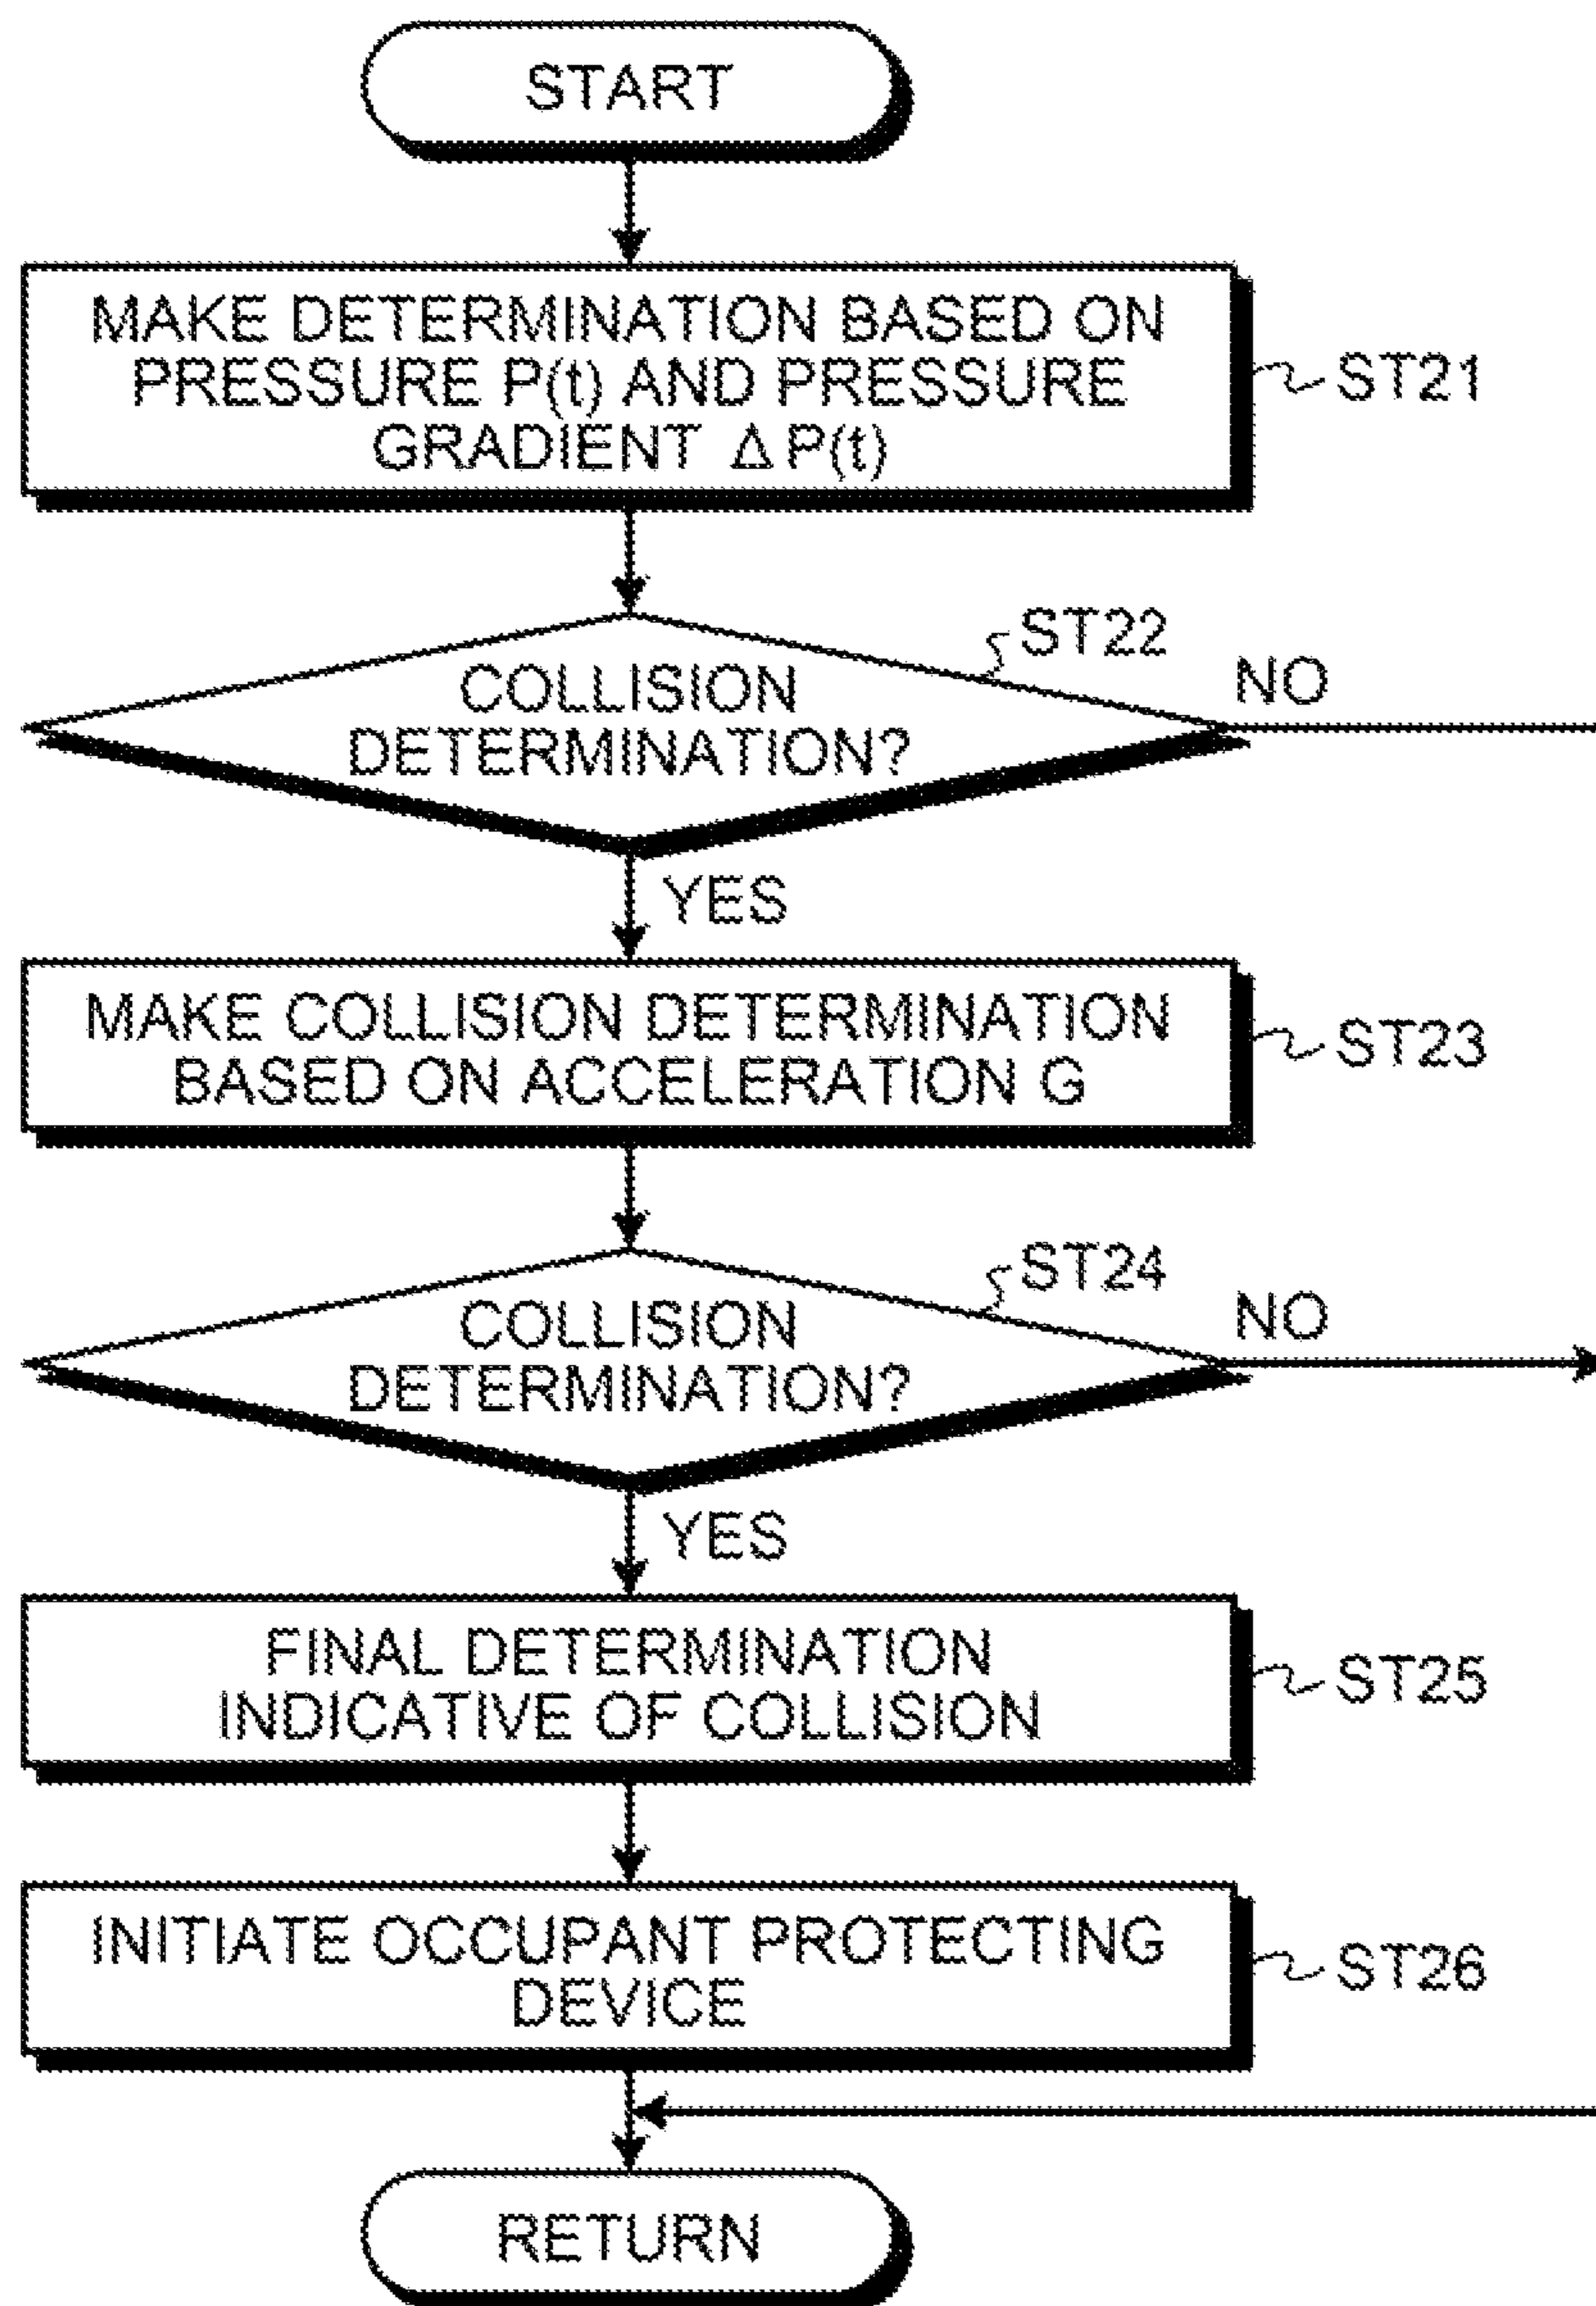 START
MAKE DETERMINATION BASED ON
PRESSURE P(t) AND PRESSURE
GRADIENT Δ P(t)
ST21
ST22
COLLISION
DETERMINATION?
NO
YES
MAKE COLLISION DETERMINATION
BASED ON ACCELERATION G
ST23
ST24
COLLISION
DETERMINATION?
NO
YES
FINAL DETERMINATION
INDICATIVE OF COLLISION
ST25
INITIATE OCCUPANT PROTECTING
DEVICE
ST26
RETURN